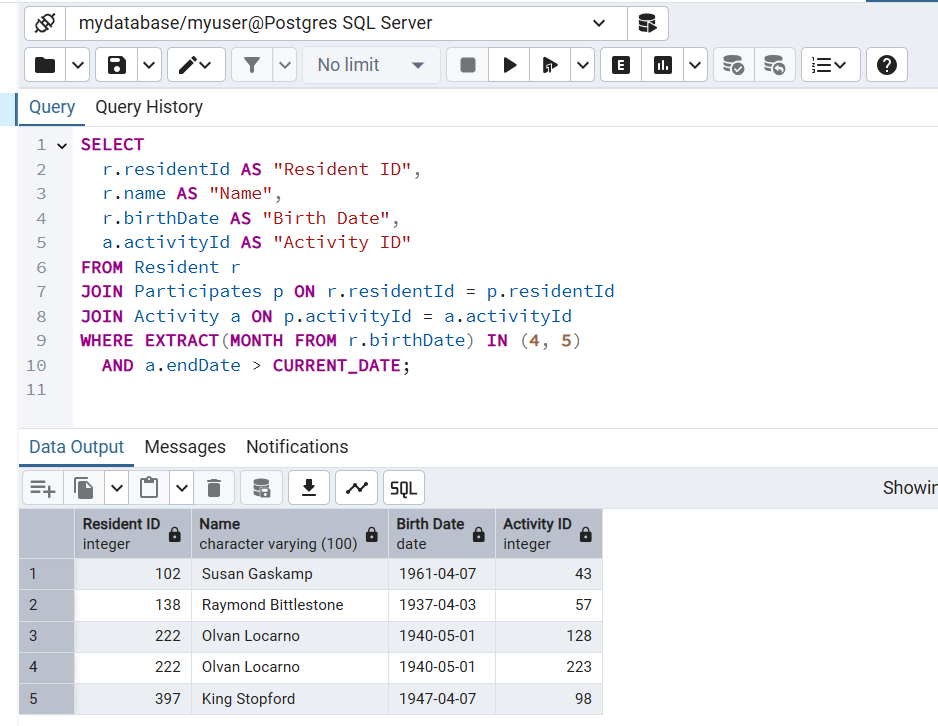 mydatabase/myuser@Postgres SQL Server
No limit
E
Query Query History
1 SELECT
2 r.residentId AS "Resident ID",
3 r.name AS "Name",
4 r.birthDate AS "Birth Date",
5 a.activityId AS "Activity ID"
6 FROM Resident r
7 JOIN Participates p ON r.residentId = p.residentId
8 JOIN Activity a ON p.activityId = a.activityId
9 WHERE EXTRACT(MONTH FROM r.birthDate) IN (4, 5)
10 AND a.endDate > CURRENT_DATE;
11
Data Output Messages Notifications
SQL Showin
Resident ID Name Birth Date Activity ID
integer character varying (100) date integer
1 102 Susan Gaskamp 1961-04-07 43
2 138 Raymond Bittlestone 1937-04-03 57
3 222 Olvan Locarno 1940-05-01 128
4 222 Olvan Locarno 1940-05-01 223
5 397 King Stopford 1947-04-07 98